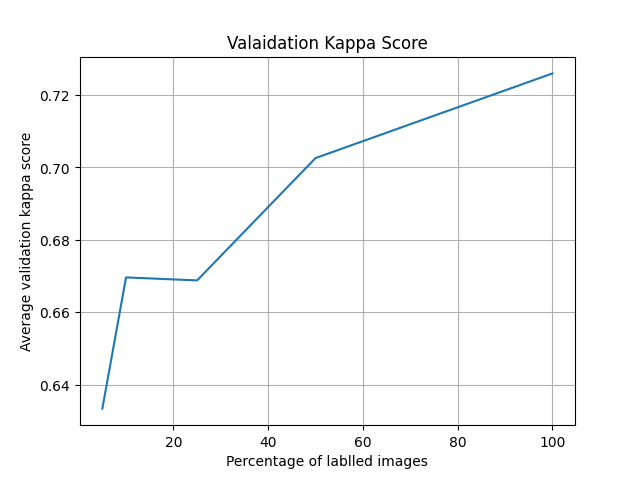 Valaidation Kappa Score
Average validation kappa score
0.72
0.70
0.68
0.66
0.64
20 40 60 80 100
Percentage of lablled images